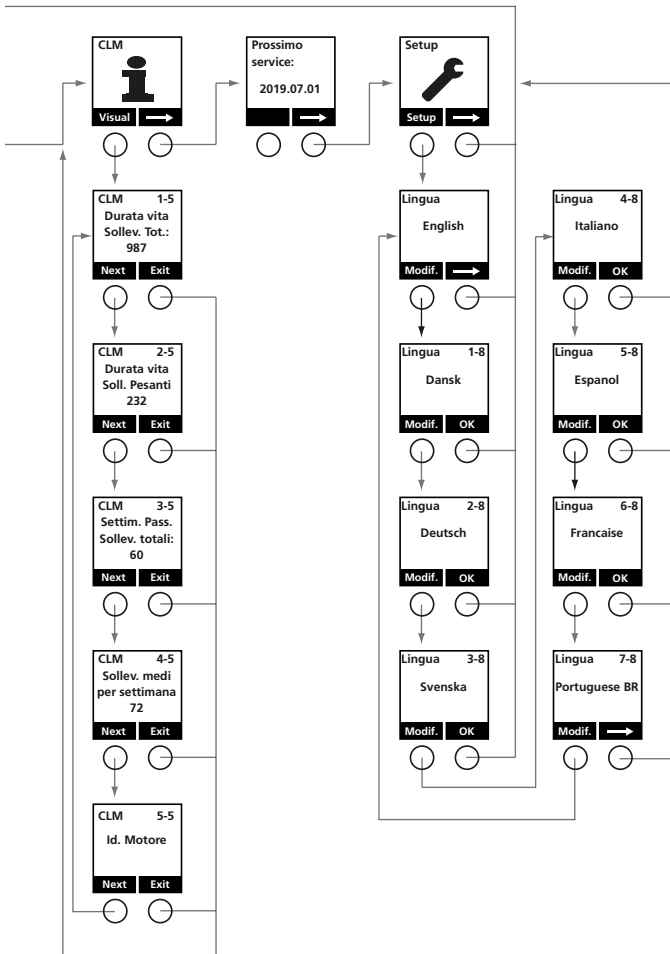 CLM
Visual
Prossimo
service:
2019.07.01
Setup
Setup
CLM 1-5
Durata vita
Sollev. Tot.:
987
Next Exit
CLM 2-5
Durata vita
Soll. Pesanti
232
Next Exit
CLM 3-5
Settim. Pass.
Sollev. totali:
60
Next Exit
CLM 4-5
Sollev. medi
per settimana
72
Next Exit
CLM 5-5
Id. Motore
Next Exit
Lingua
English
Modif.
Lingua 1-8
Dansk
Modif. OK
Lingua 2-8
Deutsch
Modif. OK
Lingua 3-8
Svenska
Modif. OK
Lingua 4-8
Italiano
Modif. OK
Lingua 5-8
Espanol
Modif. OK
Lingua 6-8
Francaise
Modif. OK
Lingua 7-8
Portuguese BR
Modif.